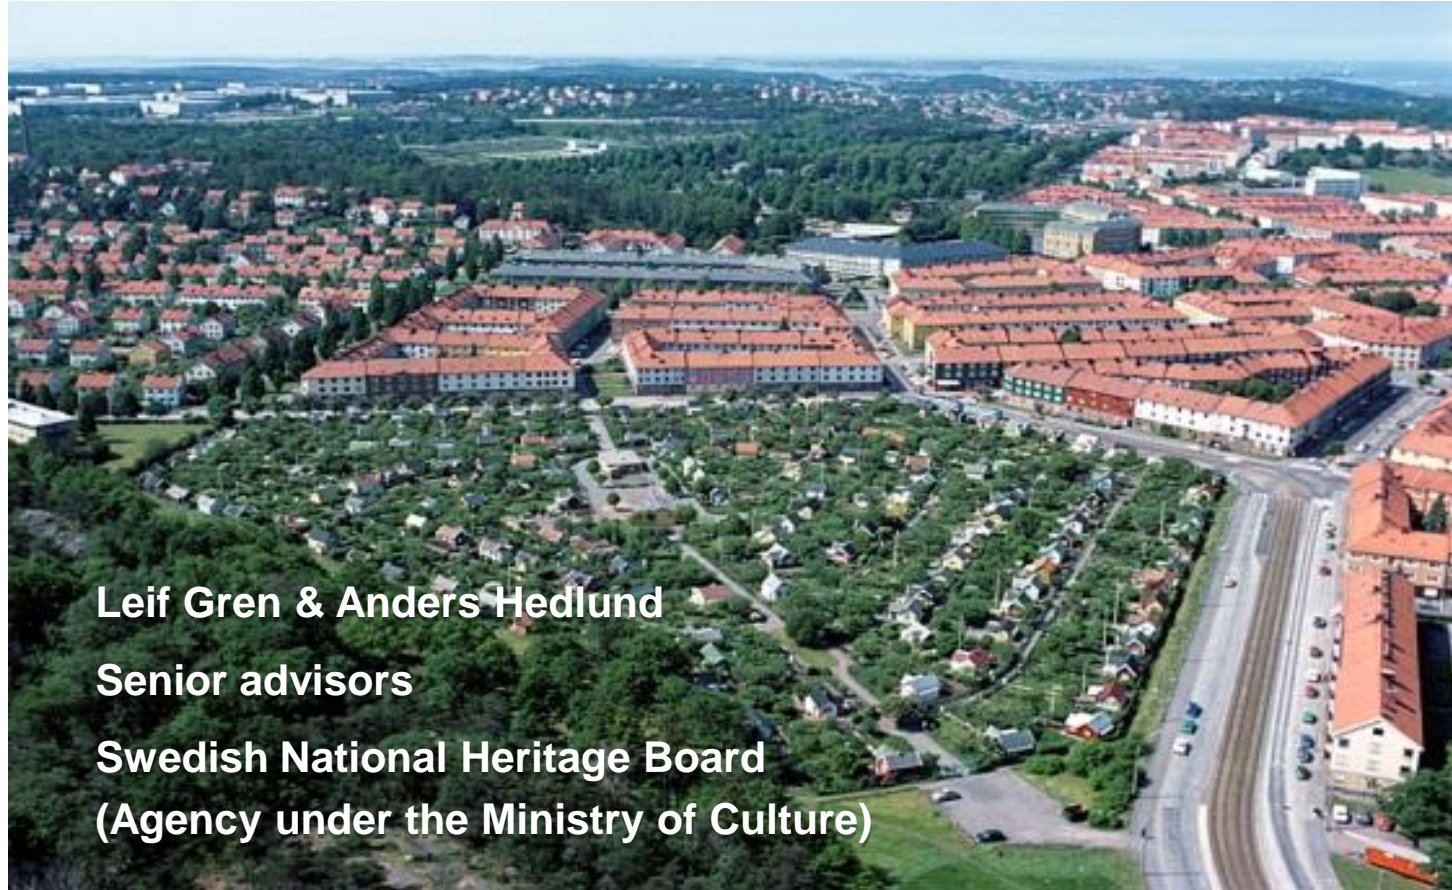 Leif Gren & Anders Hedlund
Senior advisors
Swedish National Heritage Board
(Agency under the Ministry of Culture)